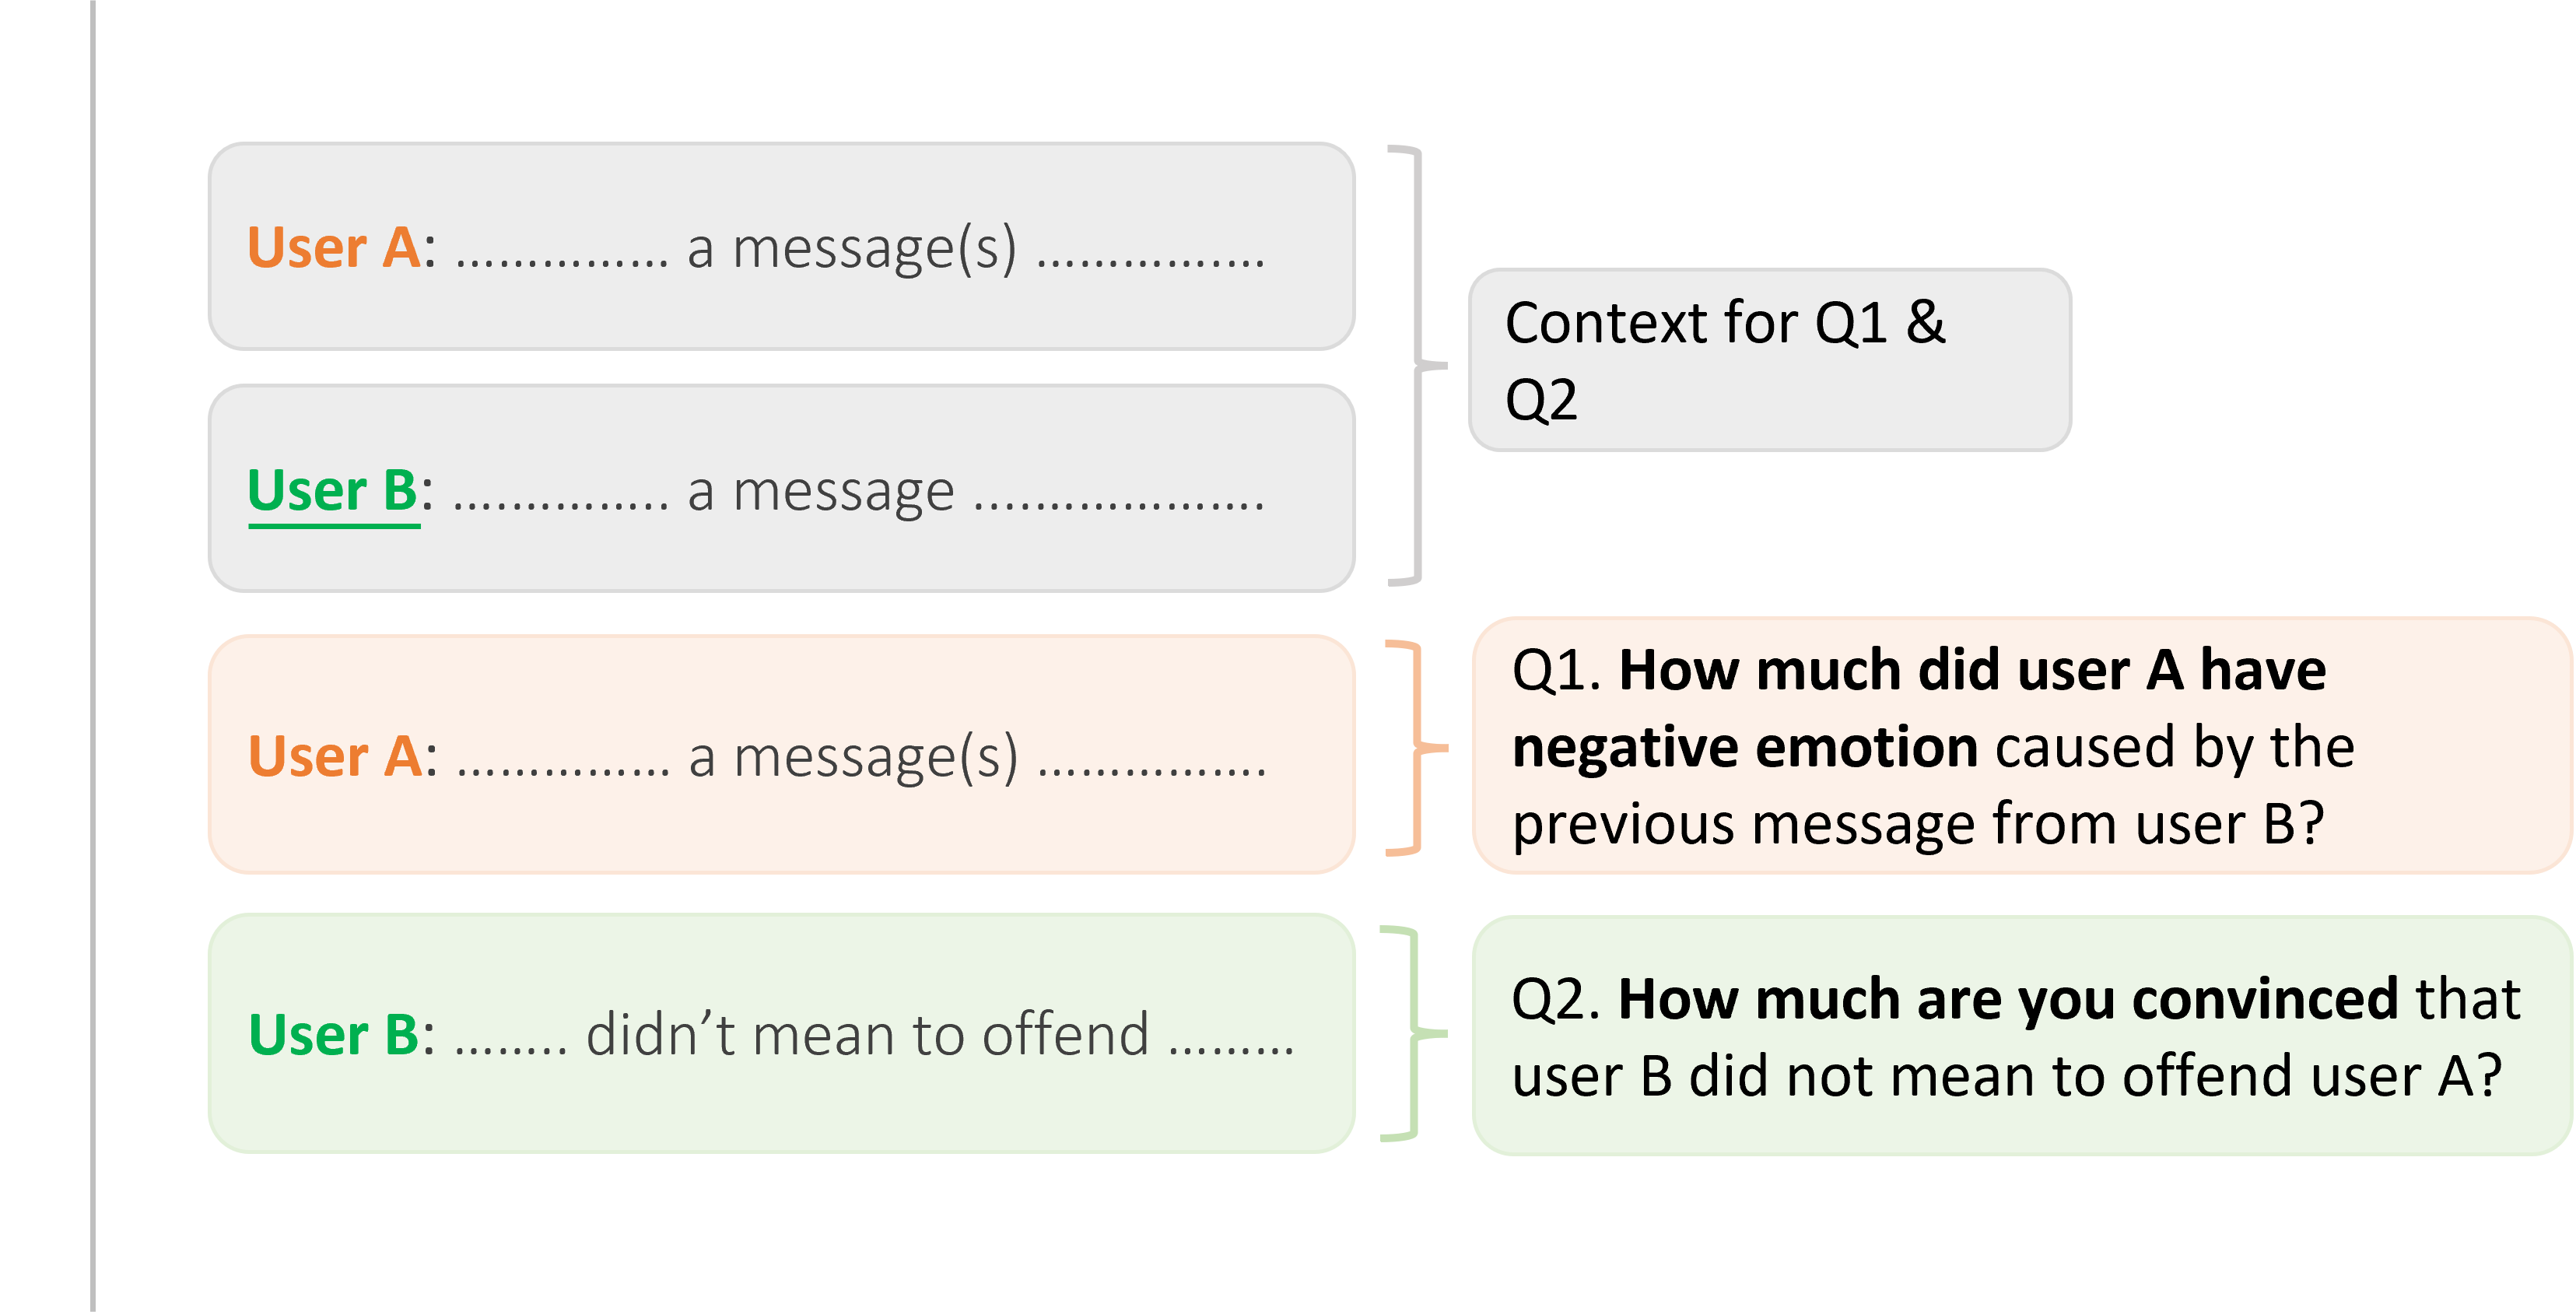 User A: …………… a message(s) …………….
User B: …………… a message …………………
Context for Q1 &
Q2
User A: …………… a message(s) …………….
Q1. How much did user A have
negative emotion caused by the
previous message from user B?
User B: …….. didn’t mean to offend ………
Q2. How much are you convinced that
user B did not mean to offend user A?